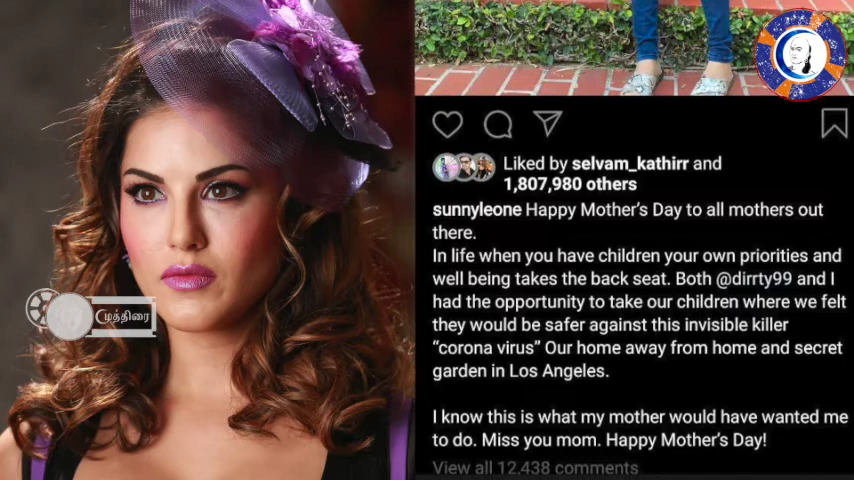 முத்திரை
Liked by selvam_kathirr and
1,807,980 others
sunnyleone Happy Mother's Day to all mothers out
there.
In life when you have children your own priorities and
well being takes the back seat. Both @dirrty99 and I
had the opportunity to take our children where we felt
they would be safer against this invisible killer
“corona virus” Our home away from home and secret
garden in Los Angeles.
I know this is what my mother would have wanted me
to do. Miss you mom. Happy Mother's Day!
View all 12,438 comments